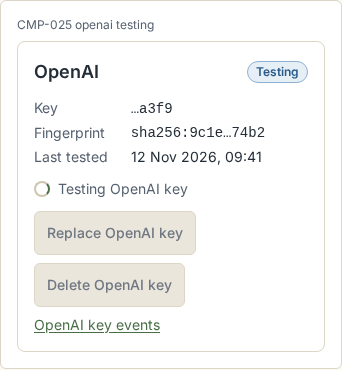 CMP-025 openai testing
OpenAI Testing
Key …a3f9
Fingerprint sha256:9c1e…74b2
Last tested 12 Nov 2026, 09:41
Testing OpenAI key
Replace OpenAI key
Delete OpenAI key
OpenAI key events